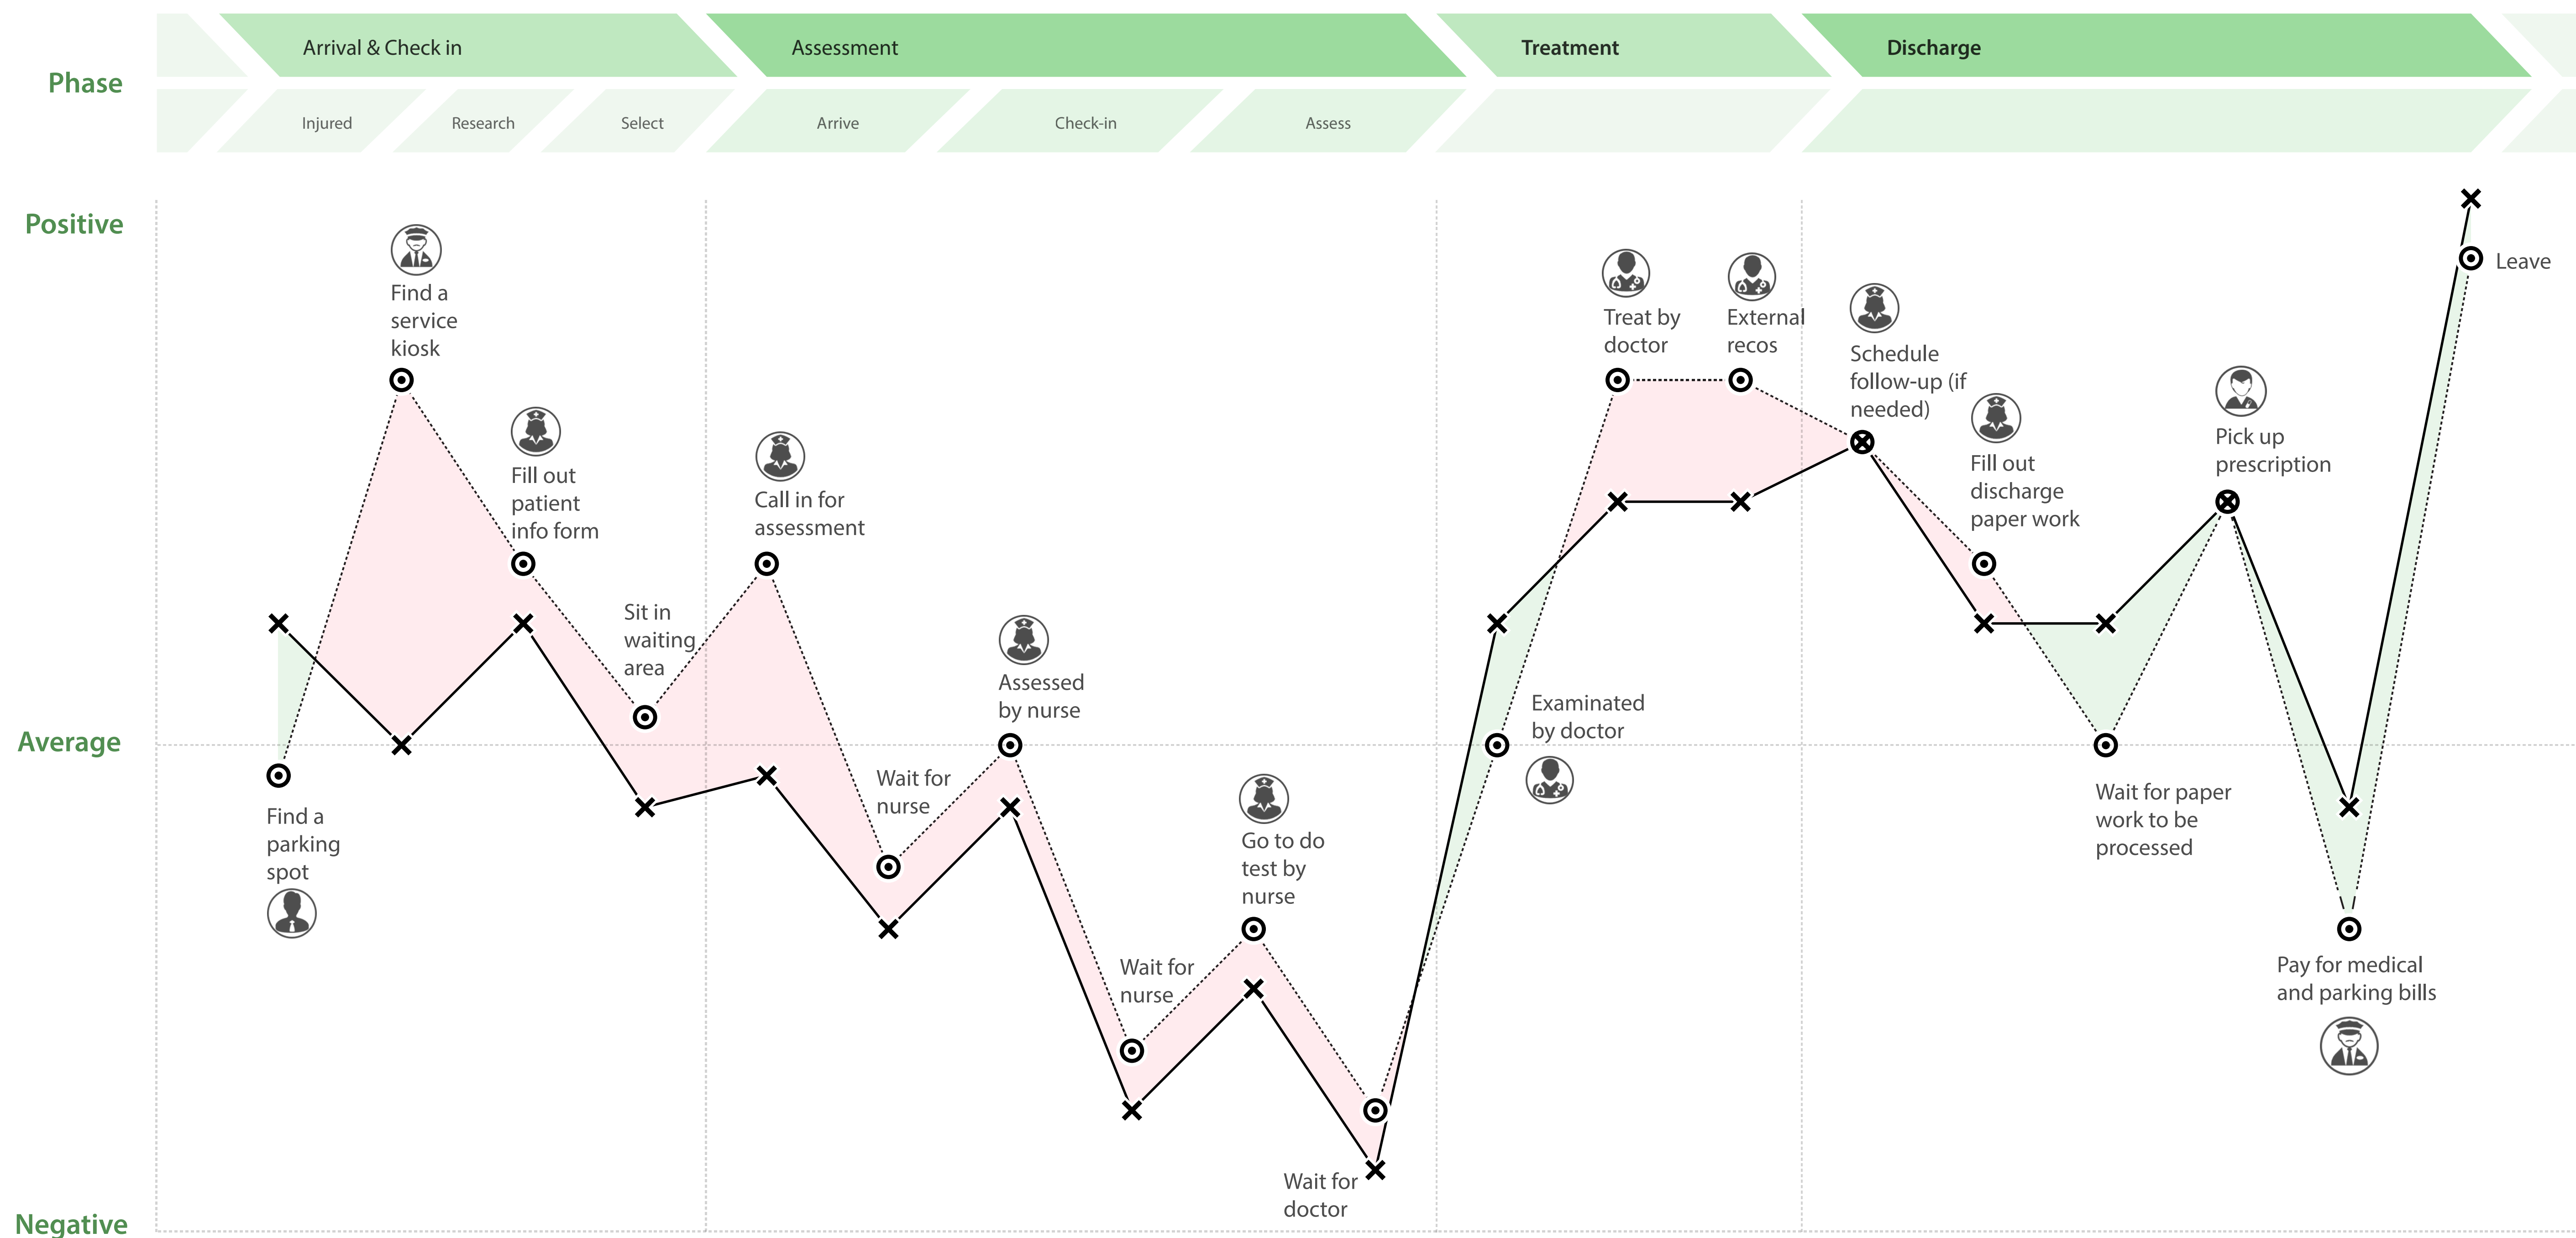 Phase
Arrival & Check in
Assessment
Treatment
Discharge
Injured
Research
Select
Arrive
Check-in
Assess
Positive
Average
Negative
Find a
parking
spot
Find a
service
kiosk
Fill out
patient
info form
Sit in
waiting
area
Call in for
assessment
Wait for
nurse
Assessed
by nurse
Wait for
nurse
Go to do
test by
nurse
Wait for
doctor
Examinated
by doctor
Treat by
doctor
External
recos
Schedule
follow-up (if
needed)
Fill out
discharge
paper work
Wait for paper
work to be
processed
Pick up
prescription
Pay for medical
and parking bills
Leave